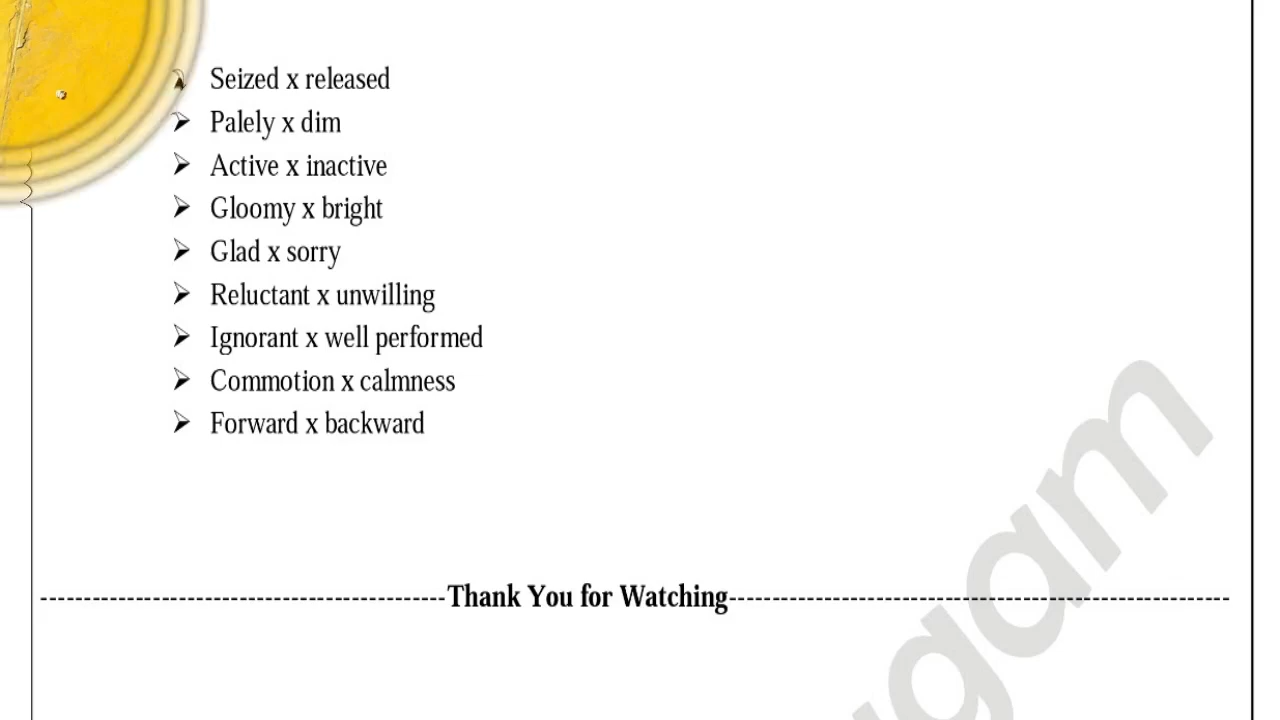 ➢ Seized x released
➢ Palely x dim
➢ Active x inactive
➢ Gloomy x bright
➢ Glad x sorry
➢ Reluctant x unwilling
➢ Ignorant x well performed
➢ Commotion x calmness
➢ Forward x backward
----------------------------------------Thank You for Watching--------------------------------------------------
gam